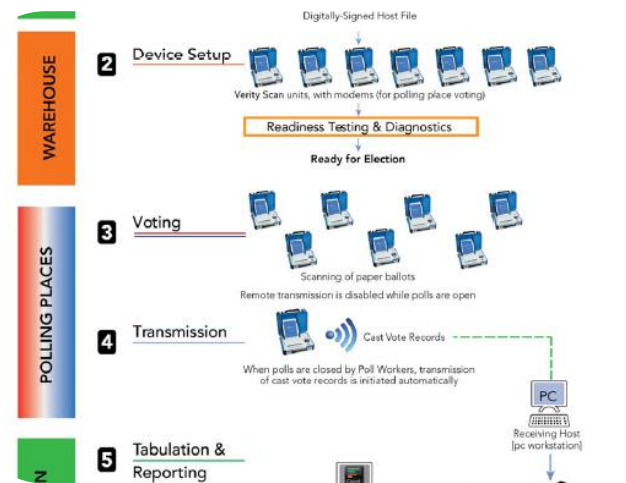 Digitally-Signed Host File
WAREHOUSE
2
Device Setup
Verity Scan units, with modems (for polling place voting)
Readiness Testing & Diagnostics
Ready for Election
POLLING PLACES
3
Voting
Scanning of paper ballots
Remote transmission is disabled while polls are open
4
Transmission
Cast Vote Records
When polls are closed by Poll Workers, transmission
of cast vote records is initiated automatically
PC
Receiving Host
[pc workstation]
N
5
Tabulation &
Reporting